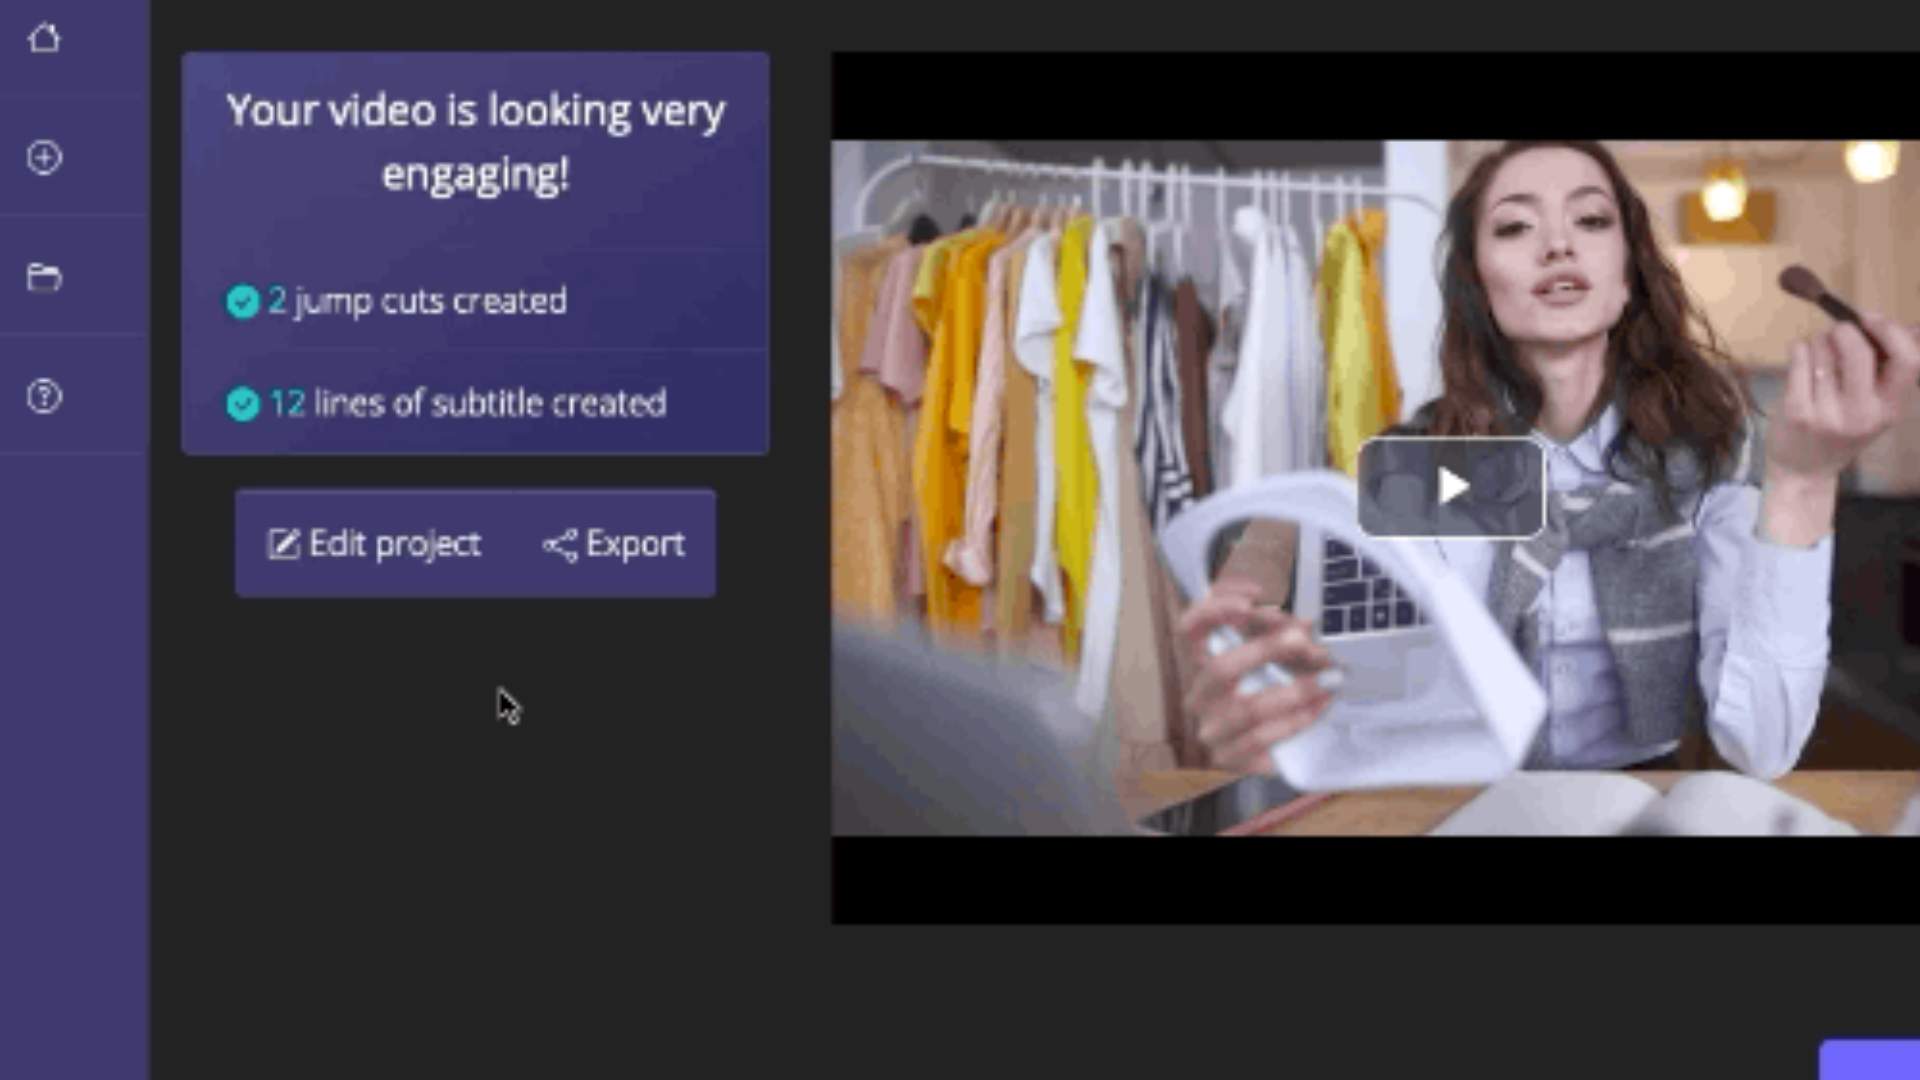 Your video is looking very
engaging!
2 jump cuts created
12 lines of subtitle created
Edit project Export